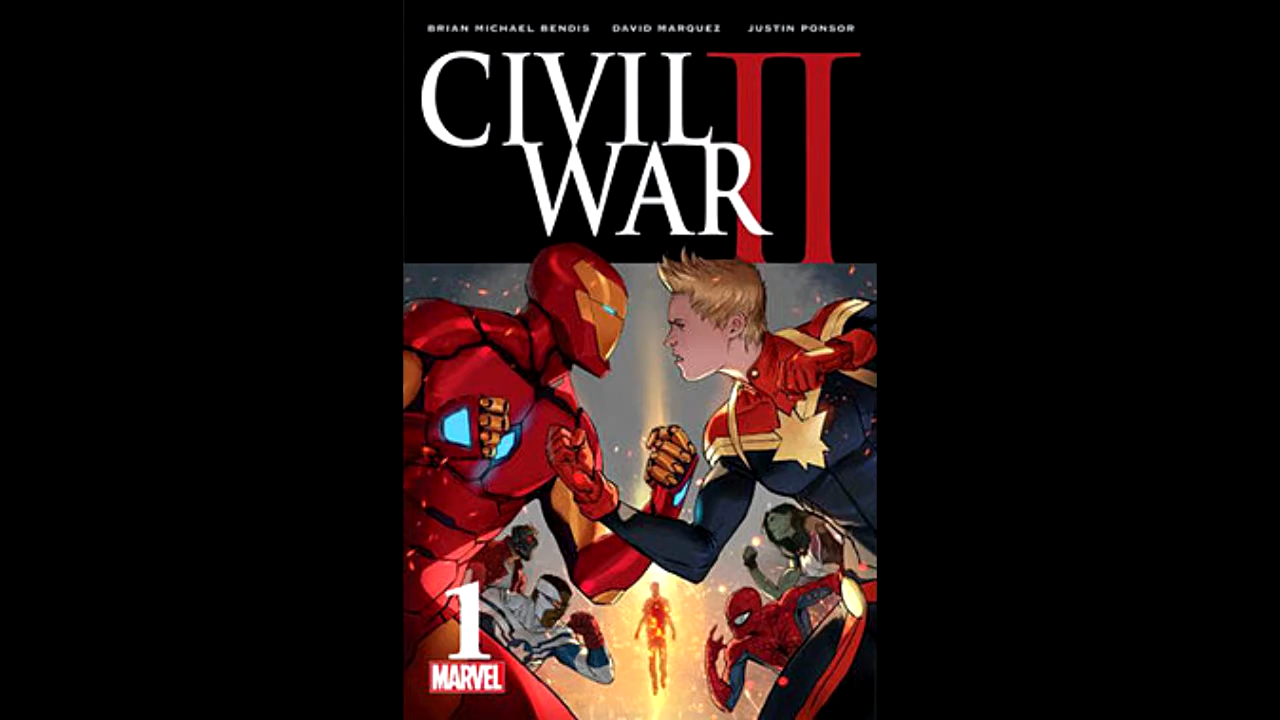 BRIAN MICHAEL BENDIS DAVID MARQUEZ JUSTIN PONSOR
CIVIL
WAR
II
1
MARVEL